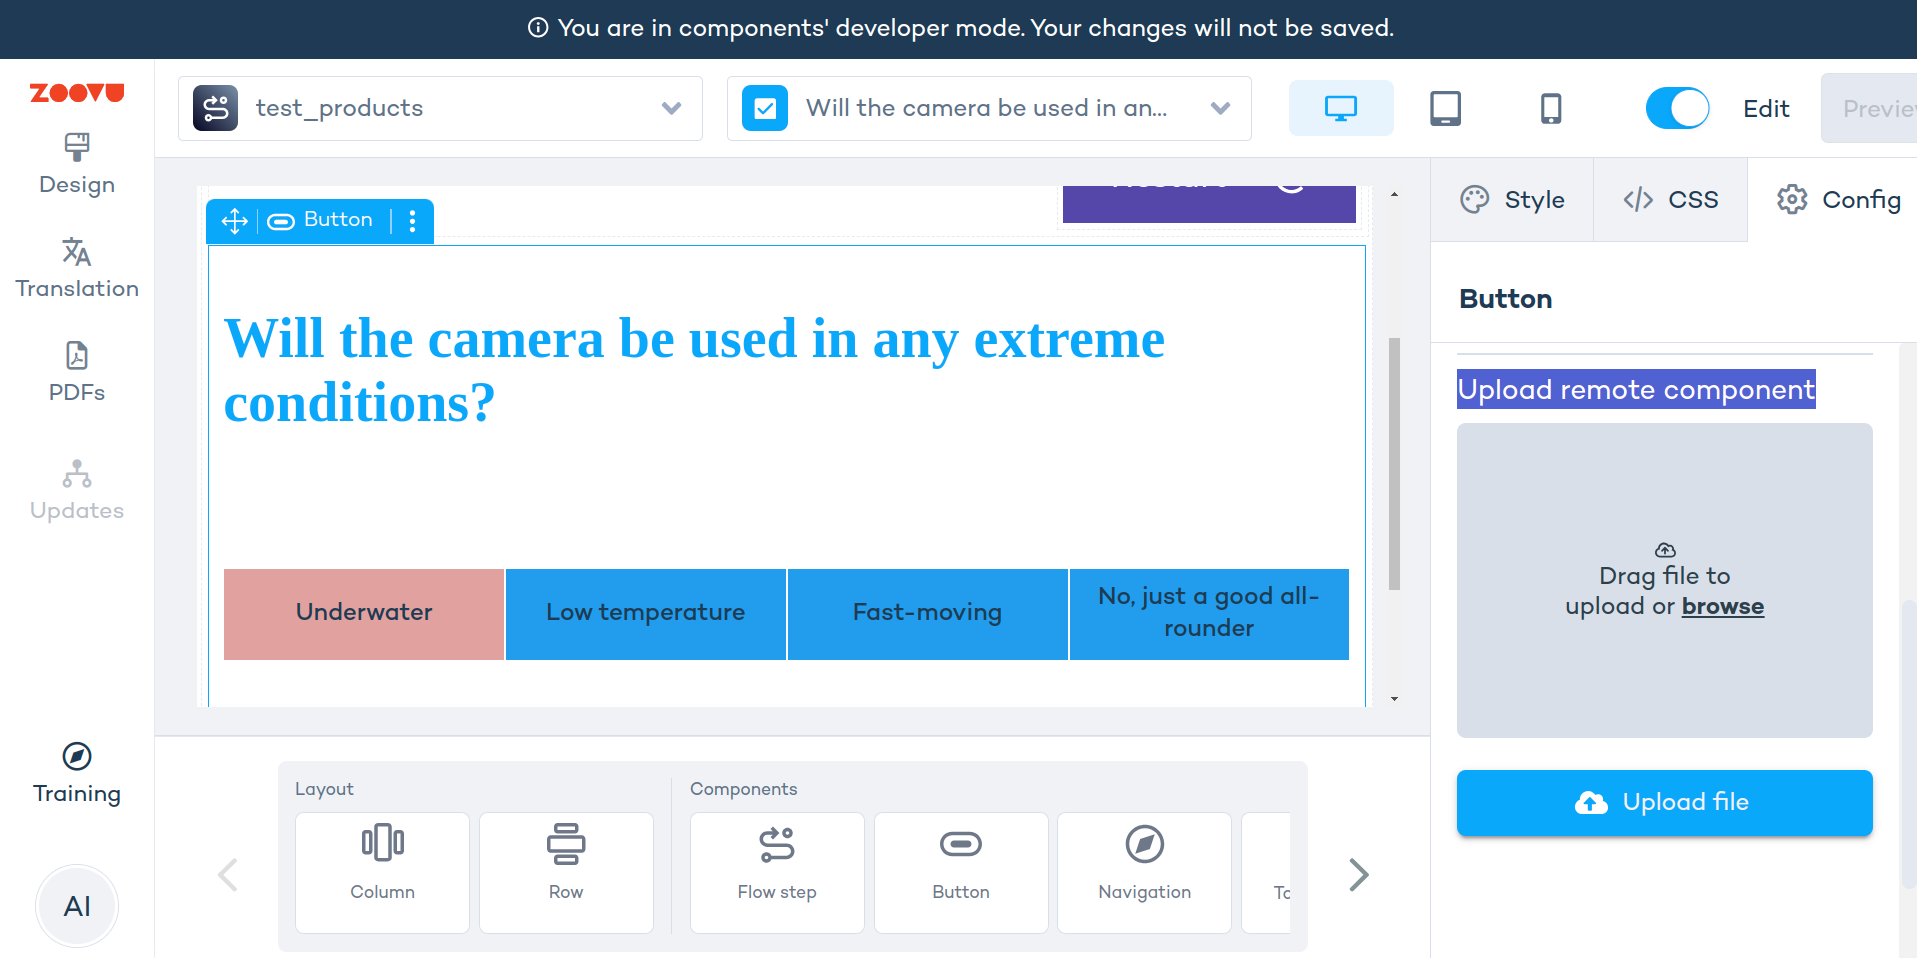 You are in components' developer mode. Your changes will not be saved.
zoovu
test_products
Will the camera be used in an...
Edit
Design
Translation
PDFs
Updates
Training
AI
Button
Will the camera be used in any extreme
conditions?
Underwater
Low temperature
Fast-moving
No, just a good all-
rounder
Layout
Column
Row
Components
Flow step
Button
Navigation
Style
</> CSS
Config
Button
Upload remote component
Drag file to
upload or browse
Upload file